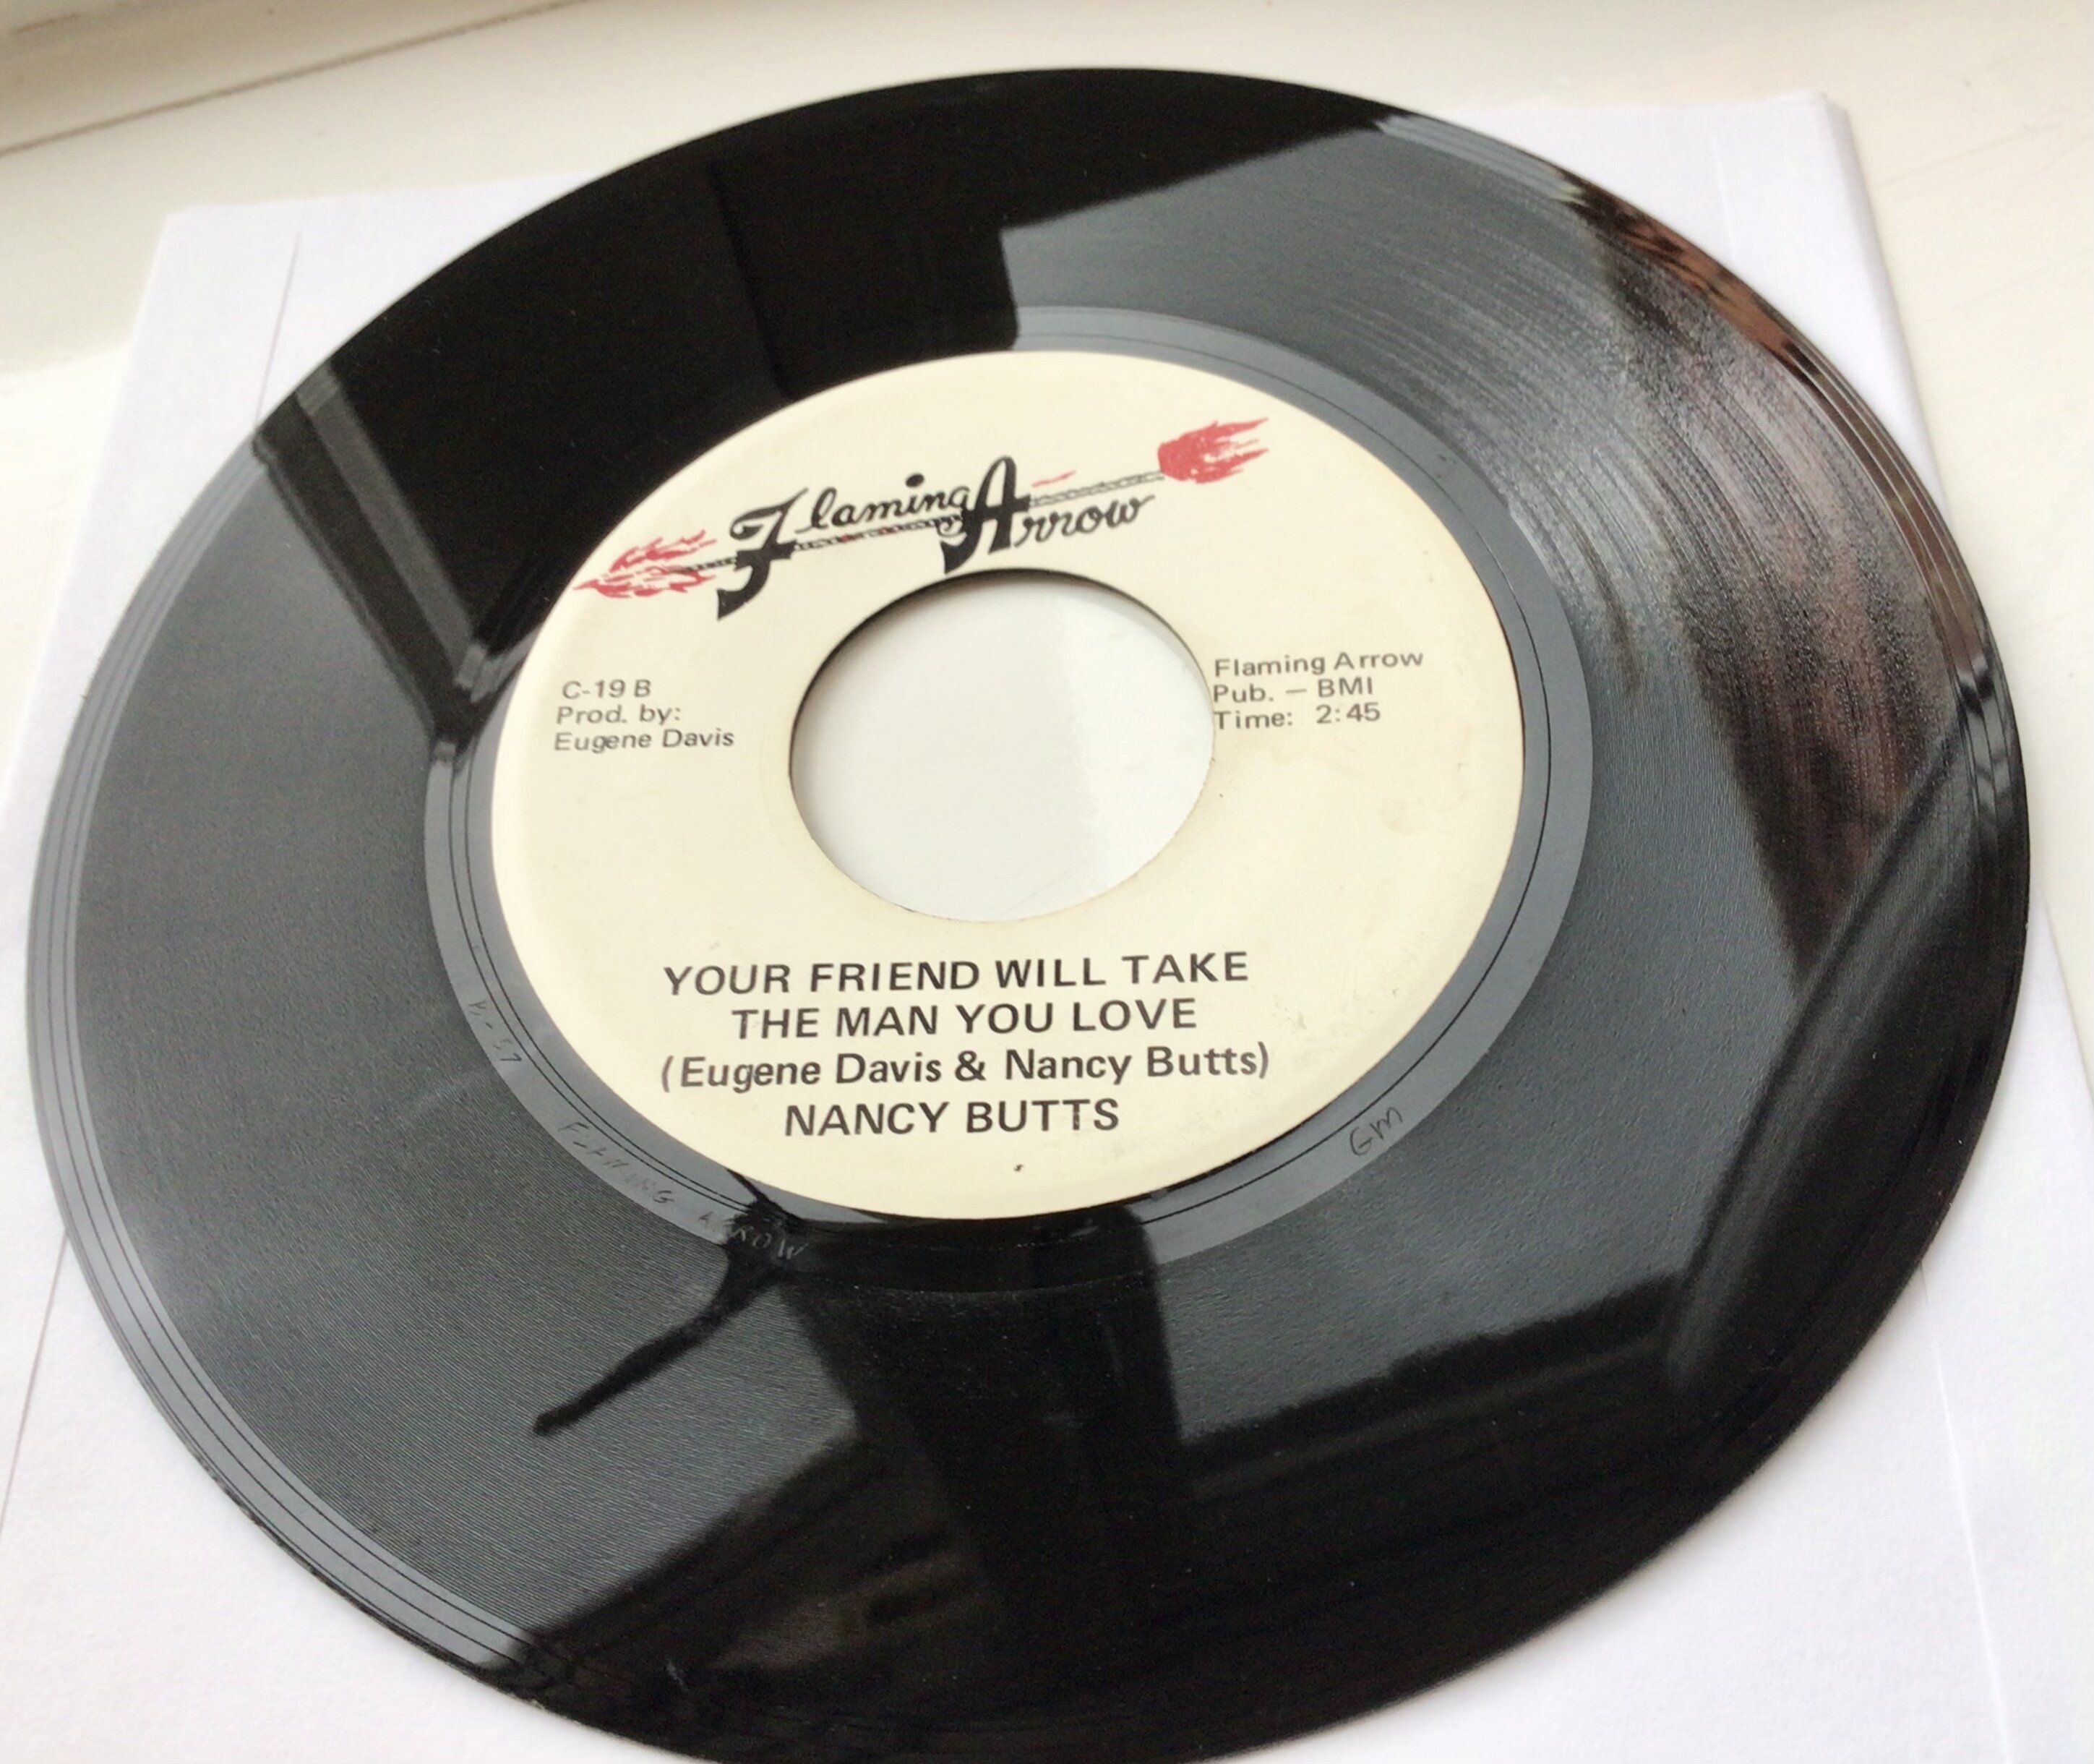 Flaming Arrow
C-19 B
Prod. by:
Eugene Davis
Flaming Arrow
Pub. — BMI
Time: 2:45
YOUR FRIEND WILL TAKE
THE MAN YOU LOVE
(Eugene Davis & Nancy Butts)
NANCY BUTTS
FLAMING ARROW
GM